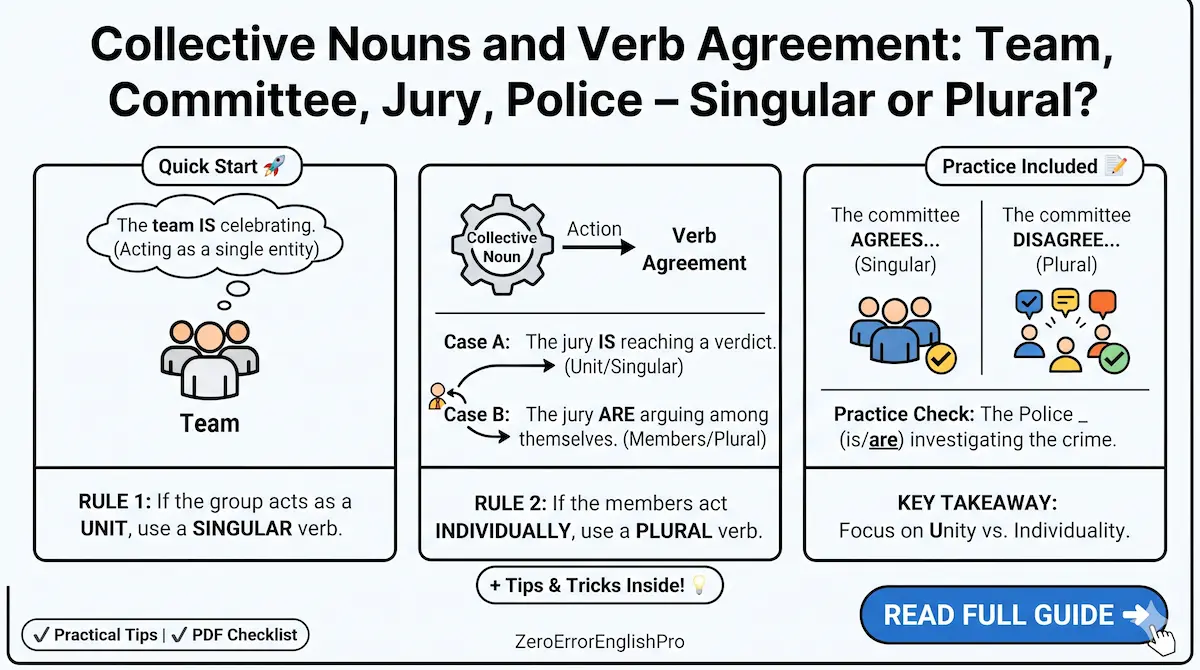 Collective Nouns and Verb Agreement: Team,
Committee, Jury, Police – Singular or Plural?
Quick Start 🚀
The team IS celebrating.
(Acting as a single entity)
Team
RULE 1: If the group acts as a
UNIT, use a SINGULAR verb.
Collective
Noun
Action
Verb
Agreement
Case A: The jury IS reaching a verdict.
(Unit/Singular)
Case B: The jury ARE arguing among
themselves. (Members/Plural)
RULE 2: If the members act
INDIVIDUALLY, use a PLURAL verb.
Practice Included 📝
The committee
AGREES...
(Singular)
The committee
DISAGREE...
(Plural)
Practice Check: The Police _
(is/are) investigating the crime.
KEY TAKEAWAY:
Focus on Unity vs. Individuality.
+ Tips & Tricks Inside! 💡
✓ Practical Tips | ✓ PDF Checklist
ZeroErrorEnglishPro
READ FULL GUIDE